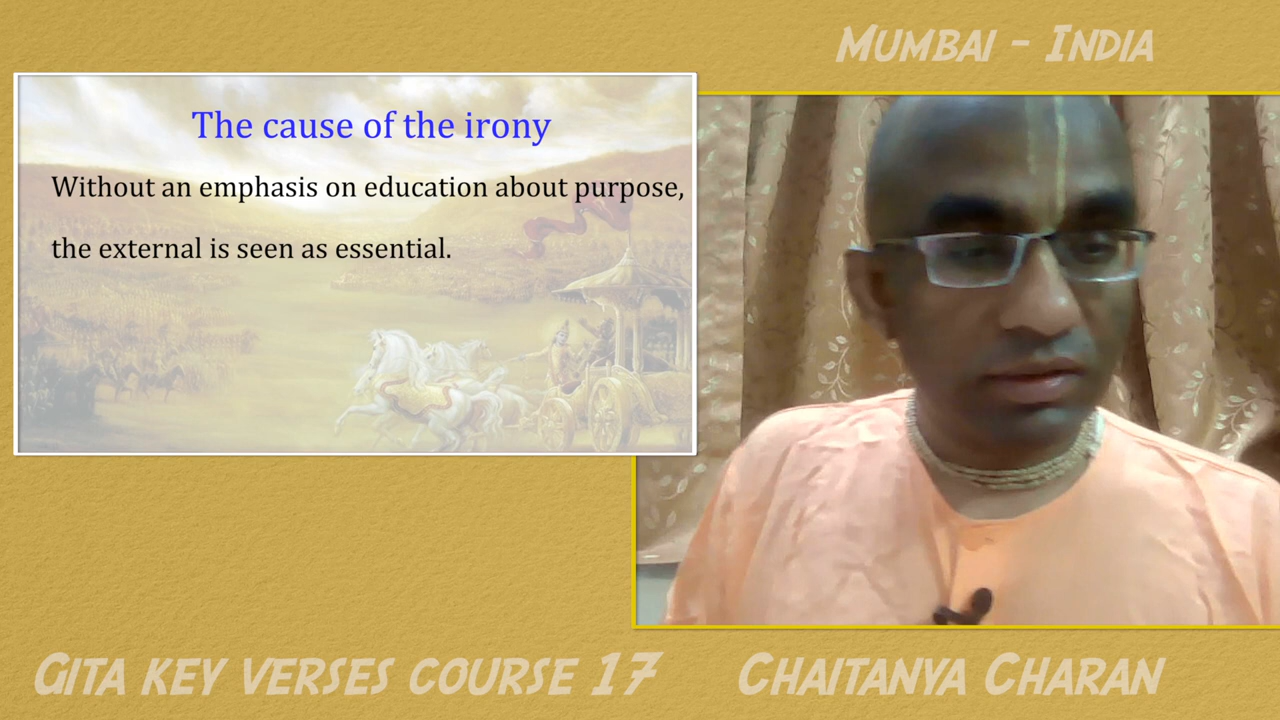 MUMBAI - INDIA
The cause of the irony
Without an emphasis on education about purpose,
the external is seen as essential.
GITA KEY VERSES COURSE 17
CHAITANYA CHARAN